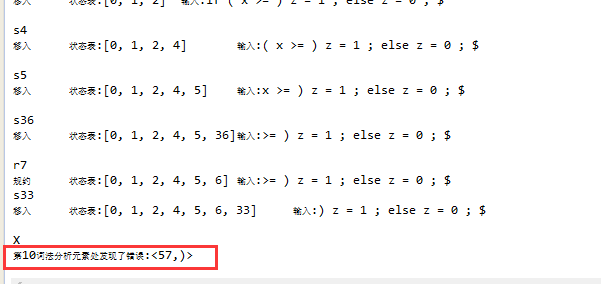 移入 状态表:[0, 1, 2] 输入:if ( x >= ) z = 1 ; else z = 0 ; $
s4
移入 状态表:[0, 1, 2, 4] 输入:( x >= ) z = 1 ; else z = 0 ; $
s5
移入 状态表:[0, 1, 2, 4, 5] 输入:x >= ) z = 1 ; else z = 0 ; $
s36
移入 状态表:[0, 1, 2, 4, 5, 36]输入:>= ) z = 1 ; else z = 0 ; $
r7
规约 状态表:[0, 1, 2, 4, 5, 6] 输入:>= ) z = 1 ; else z = 0 ; $
s33
移入 状态表:[0, 1, 2, 4, 5, 6, 33] 输入:) z = 1 ; else z = 0 ; $
X
第10词法分析元素处发现了错误:<57,)>